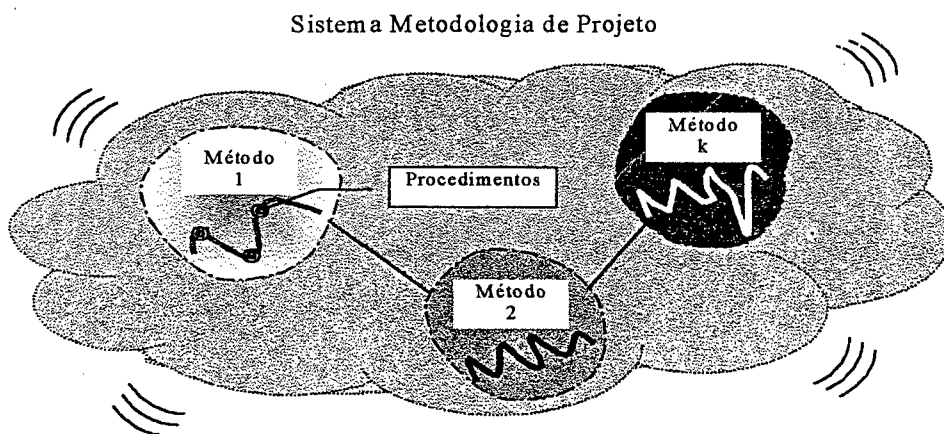 Sistema Metodologia de Projeto
Método
1
Procedimentos
Método
k
Método
2